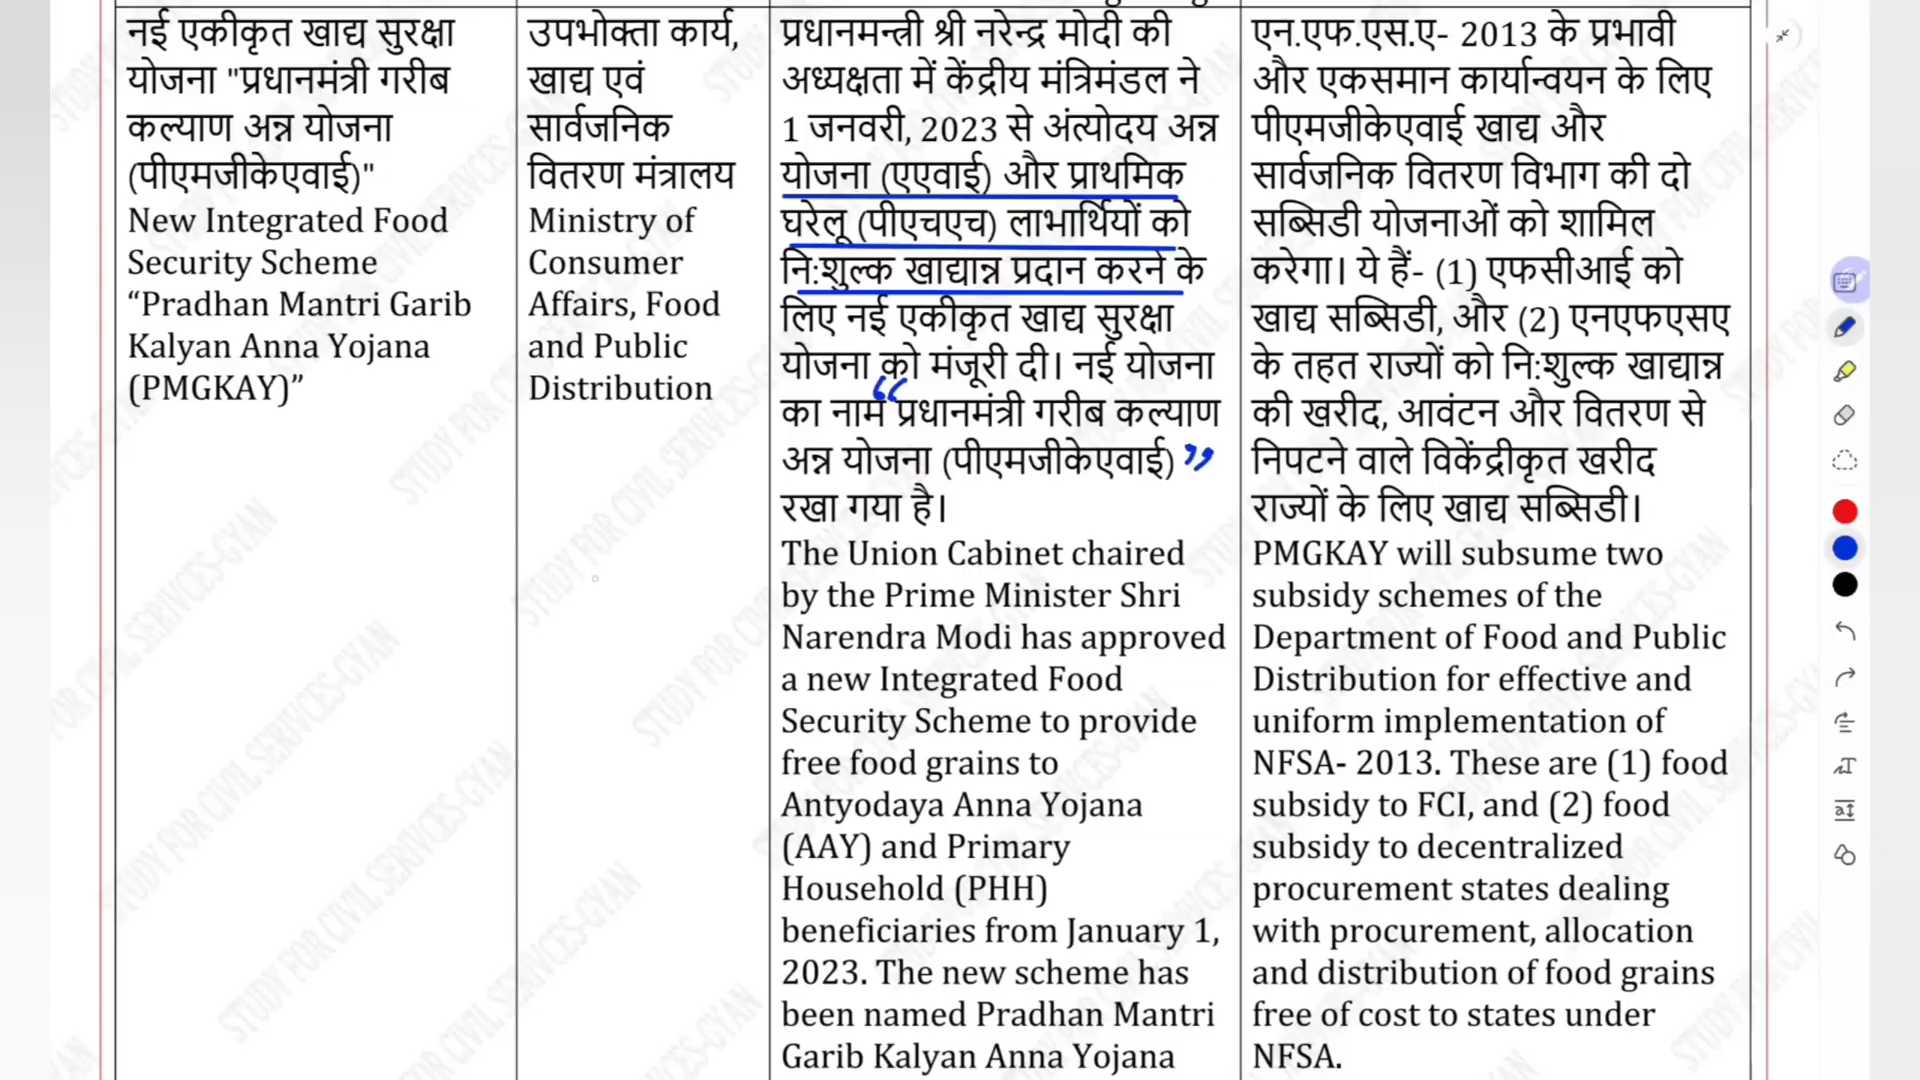 नई एकीकृत खाद्य सुरक्षा
योजना "प्रधानमंत्री गरीब
कल्याण अन्न योजना
(पीएमजीकेएवाई)"
New Integrated Food
Security Scheme
“Pradhan Mantri Garib
Kalyan Anna Yojana
(PMGKAY)”
उपभोक्ता कार्य,
खाद्य एवं
सार्वजनिक
वितरण मंत्रालय
Ministry of
Consumer
Affairs, Food
and Public
Distribution
प्रधानमन्त्री श्री नरेन्द्र मोदी की
अध्यक्षता में केंद्रीय मंत्रिमंडल ने
1 जनवरी, 2023 से अंत्योदय अन्न
योजना (एएवाई) और प्राथमिक
घरेलू (पीएचएच) लाभार्थियों को
नि:शुल्क खाद्यान्न प्रदान करने के
लिए नई एकीकृत खाद्य सुरक्षा
योजना को मंजूरी दी। नई योजना
का नाम “प्रधानमंत्री गरीब कल्याण
अन्न योजना (पीएमजीकेएवाई) ”
रखा गया है।
The Union Cabinet chaired
by the Prime Minister Shri
Narendra Modi has approved
a new Integrated Food
Security Scheme to provide
free food grains to
Antyodaya Anna Yojana
(AAY) and Primary
Household (PHH)
beneficiaries from January 1,
2023. The new scheme has
been named Pradhan Mantri
Garib Kalyan Anna Yojana
एन.एफ.एस.ए- 2013 के प्रभावी
और एकसमान कार्यान्वयन के लिए
पीएमजीकेएवाई खाद्य और
सार्वजनिक वितरण विभाग की दो
सब्सिडी योजनाओं को शामिल
करेगा। ये हैं- (1) एफसीआई को
खाद्य सब्सिडी, और (2) एनएफएसए
के तहत राज्यों को नि:शुल्क खाद्यान्न
की खरीद, आवंटन और वितरण से
निपटने वाले विकेंद्रीकृत खरीद
राज्यों के लिए खाद्य सब्सिडी।
PMGKAY will subsume two
subsidy schemes of the
Department of Food and Public
Distribution for effective and
uniform implementation of
NFSA- 2013. These are (1) food
subsidy to FCI, and (2) food
subsidy to decentralized
procurement states dealing
with procurement, allocation
and distribution of food grains
free of cost to states under
NFSA.
STUDY FOR CIVIL SERIVCES-GYAN